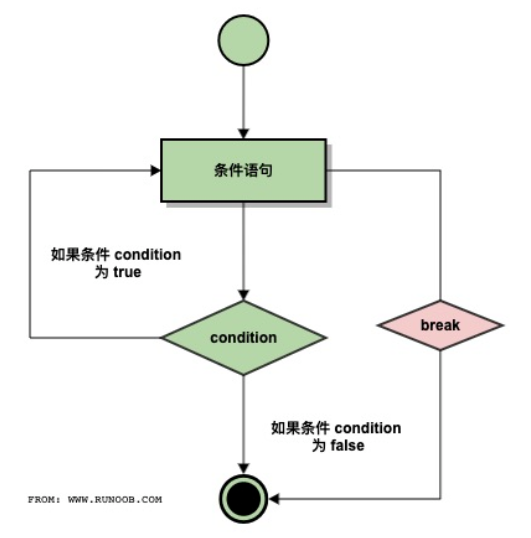 条件语句
如果条件 condition
为 true
condition
break
如果条件 condition
为 false
FROM: WWW.RUNOOB.COM